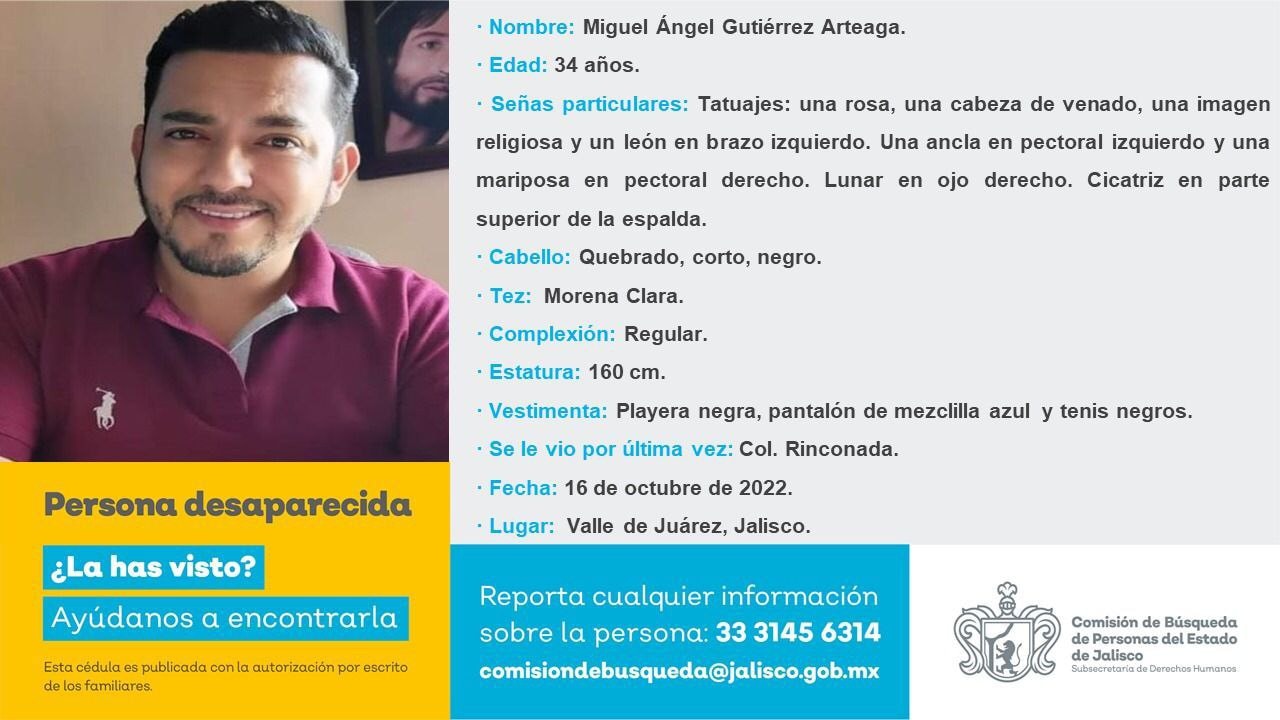 · Nombre: Miguel Ángel Gutiérrez Arteaga.
· Edad: 34 años.
· Señas particulares: Tatuajes: una rosa, una cabeza de venado, una imagen
religiosa y un león en brazo izquierdo. Una ancla en pectoral izquierdo y una
mariposa en pectoral derecho. Lunar en ojo derecho. Cicatriz en parte
superior de la espalda.
· Cabello: Quebrado, corto, negro.
· Tez: Morena Clara.
· Complexión: Regular.
· Estatura: 160 cm.
· Vestimenta: Playera negra, pantalón de mezclilla azul y tenis negros.
· Se le vio por última vez: Col. Rinconada.
· Fecha: 16 de octubre de 2022.
· Lugar: Valle de Juárez, Jalisco.
Persona desaparecida
¿La has visto?
Ayúdanos a encontrarla
Esta cédula es publicada con la autorización por escrito
de los familiares.
Reporta cualquier información
sobre la persona: 33 3145 6314
comisiondebusqueda@jalisco.gob.mx
Comisión de Búsqueda
de Personas del Estado
de Jalisco
Subsecretaría de Derechos Humanos